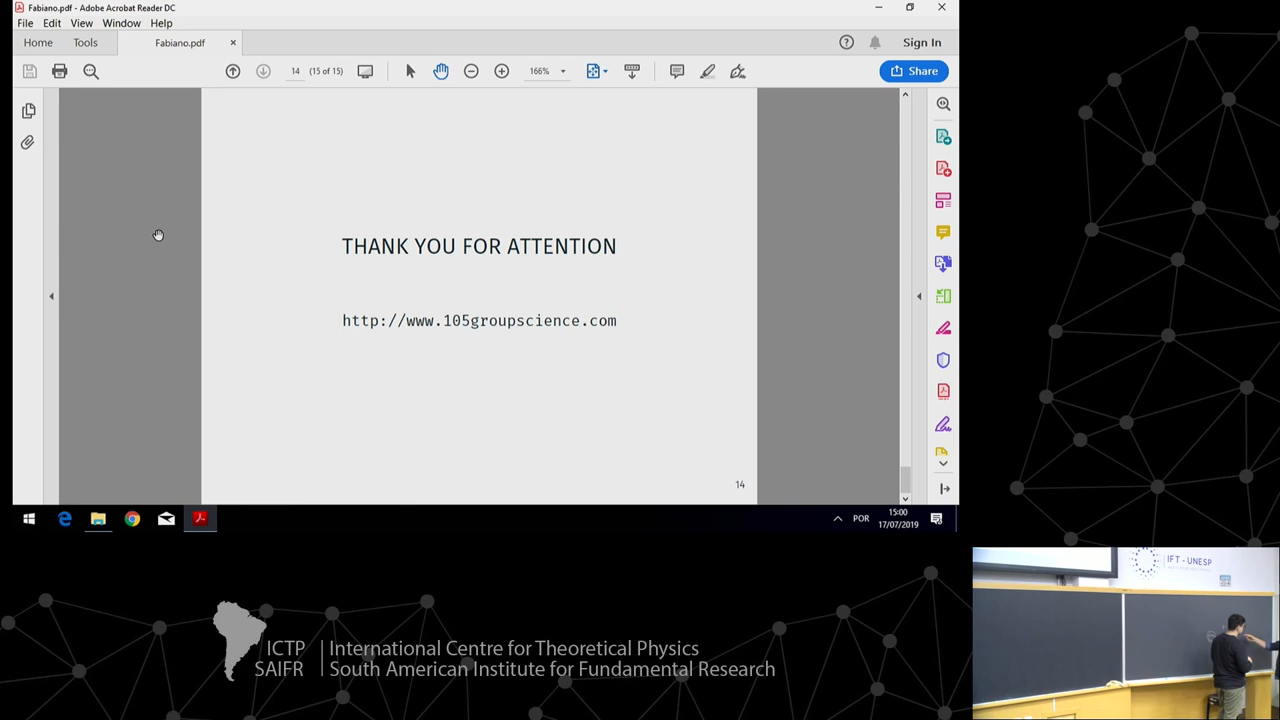 Fabiano.pdf - Adobe Acrobat Reader DC
File Edit View Window Help
Home Tools Fabiano.pdf Sign In
14 (15 of 15) 166% Share
THANK YOU FOR ATTENTION
http://www.105groupscience.com
14
POR 15:00
17/07/2019
IFT - UNESP
ICTP International Centre for Theoretical Physics
SAIFR South American Institute for Fundamental Research